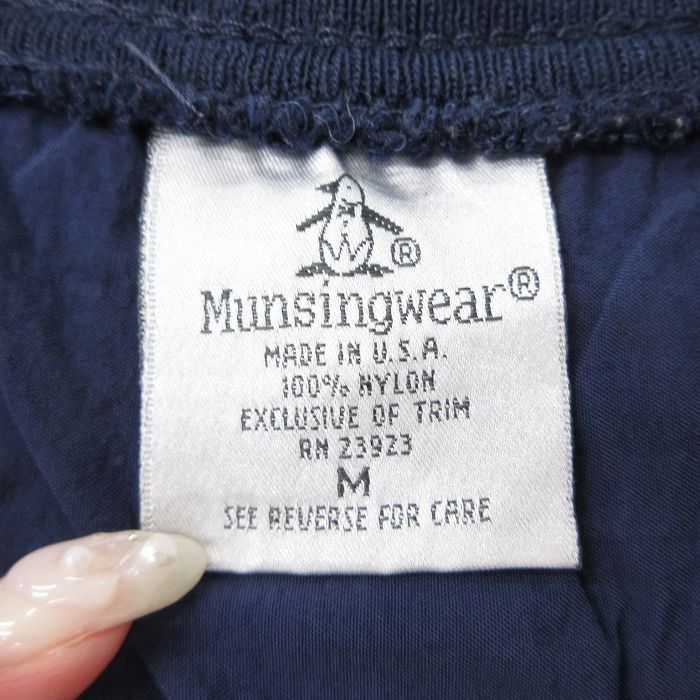 ®
Munsingwear®
MADE IN U.S.A.
100% NYLON
EXCLUSIVE OF TRIM
RN 23923
M
SEE REVERSE FOR CARE